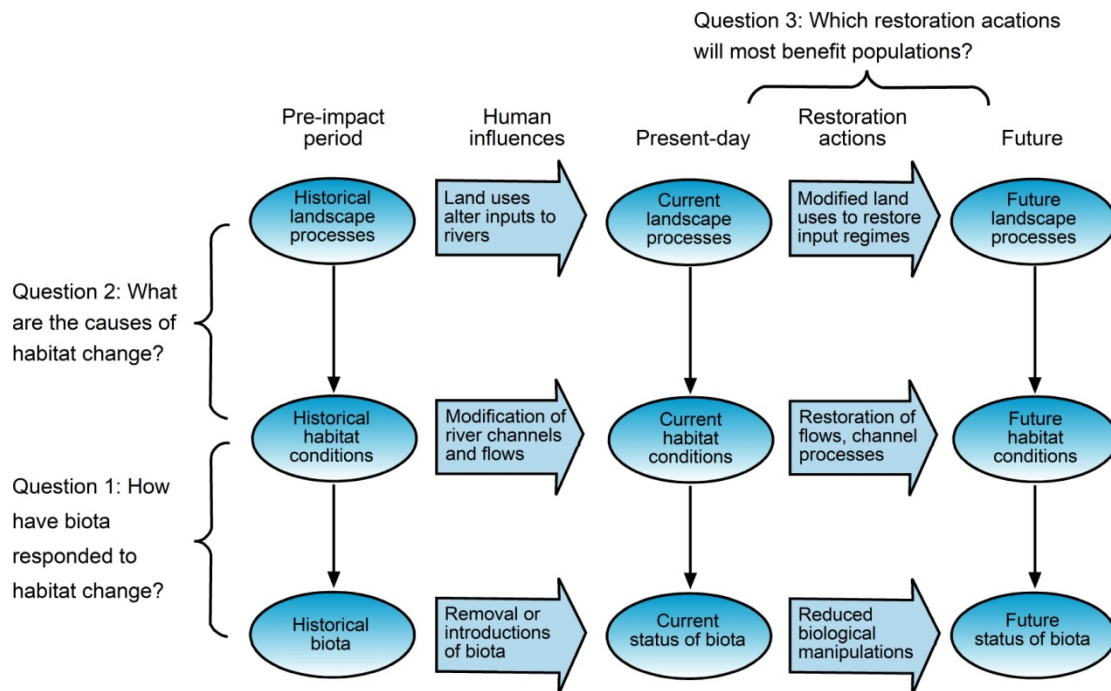 Question 3: Which restoration acations
will most benefit populations?
Pre-impact
period
Human
influences
Present-day
Restoration
actions
Future
Historical
landscape
processes
Land uses
alter inputs to
rivers
Current
landscape
processes
Modified land
uses to restore
input regimes
Future
landscape
processes
Question 2: What
are the causes of
habitat change?
Historical
habitat
conditions
Modification of
river channels
and flows
Current
habitat
conditions
Restoration of
flows, channel
processes
Future
habitat
conditions
Question 1: How
have biota
responded to
habitat change?
Historical
biota
Removal or
introductions
of biota
Current
status of biota
Reduced
biological
manipulations
Future
status of biota